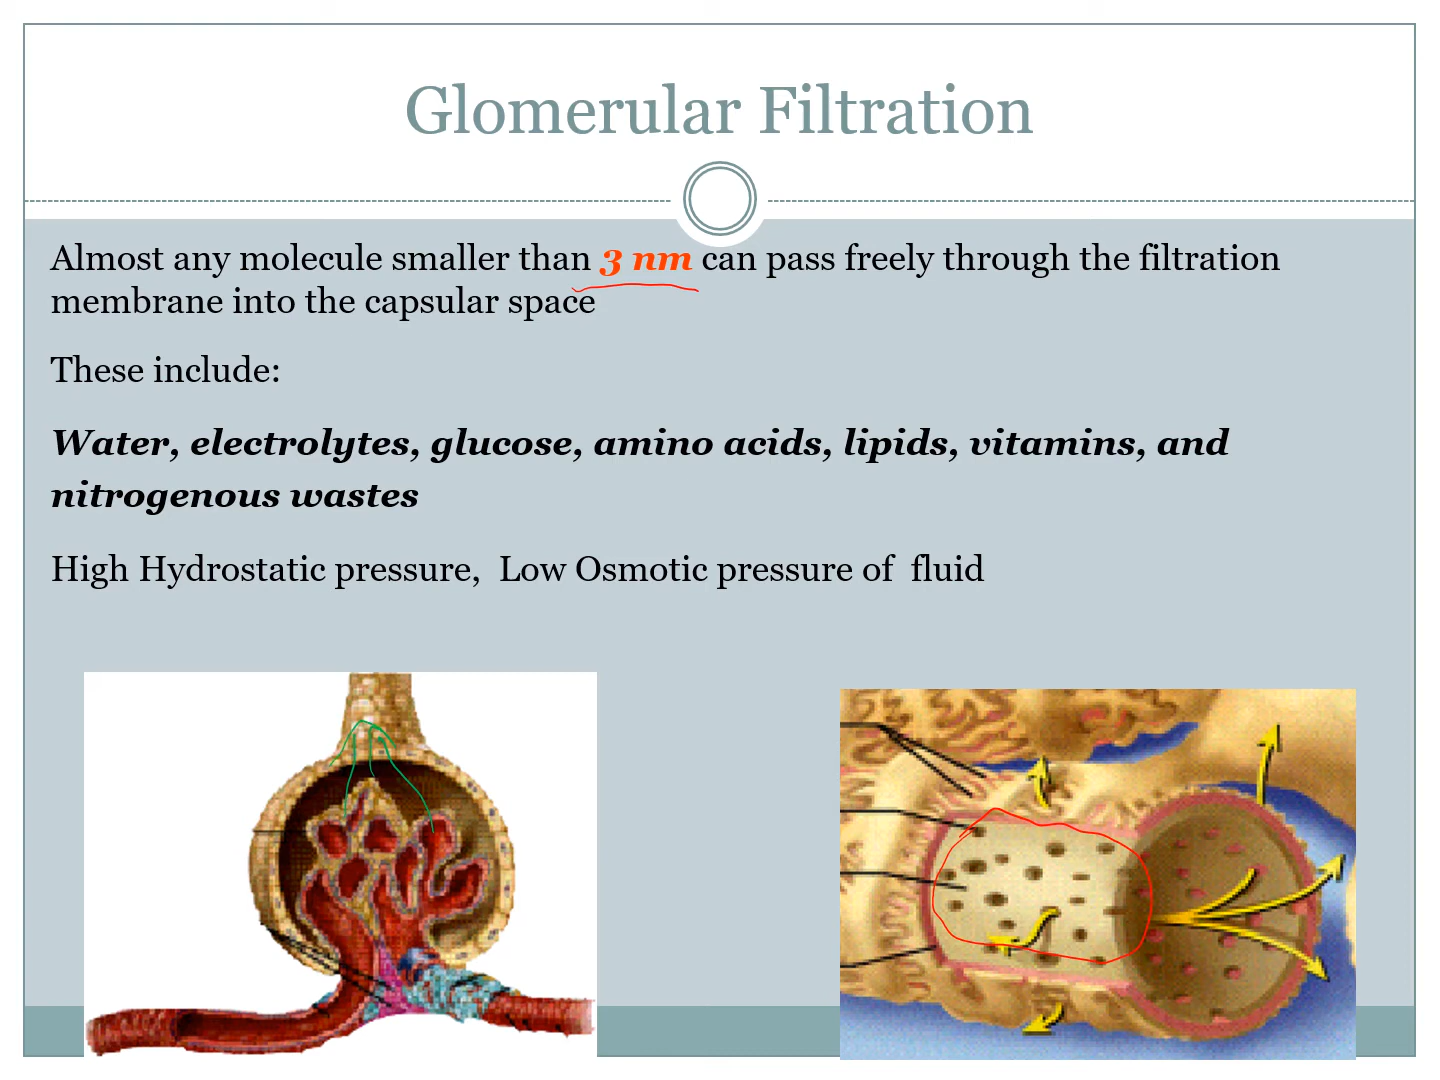 Glomerular Filtration
Almost any molecule smaller than 3 nm can pass freely through the filtration
membrane into the capsular space
These include:
Water, electrolytes, glucose, amino acids, lipids, vitamins, and
nitrogenous wastes
High Hydrostatic pressure, Low Osmotic pressure of fluid